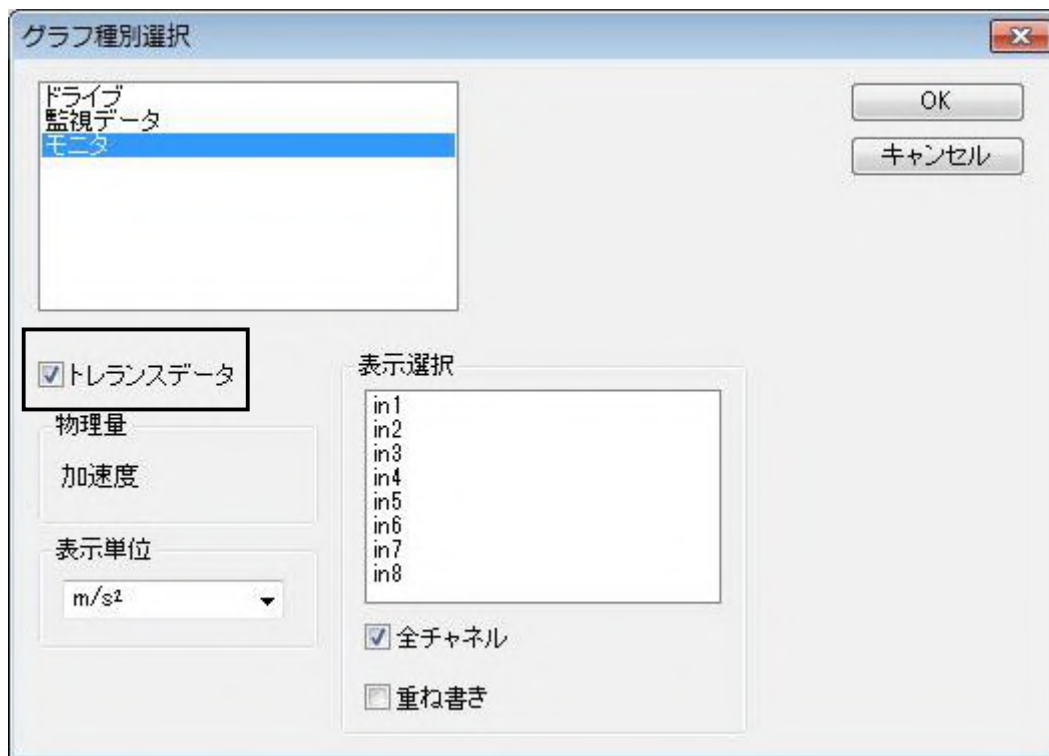 グラフ種別選択
ドライブ
監視データ
モニタ
OK
キャンセル
トレランスデータ
物理量
加速度
表示単位
m/s²
表示選択
in1
in2
in3
in4
in5
in6
in7
in8
全チャネル
重ね書き